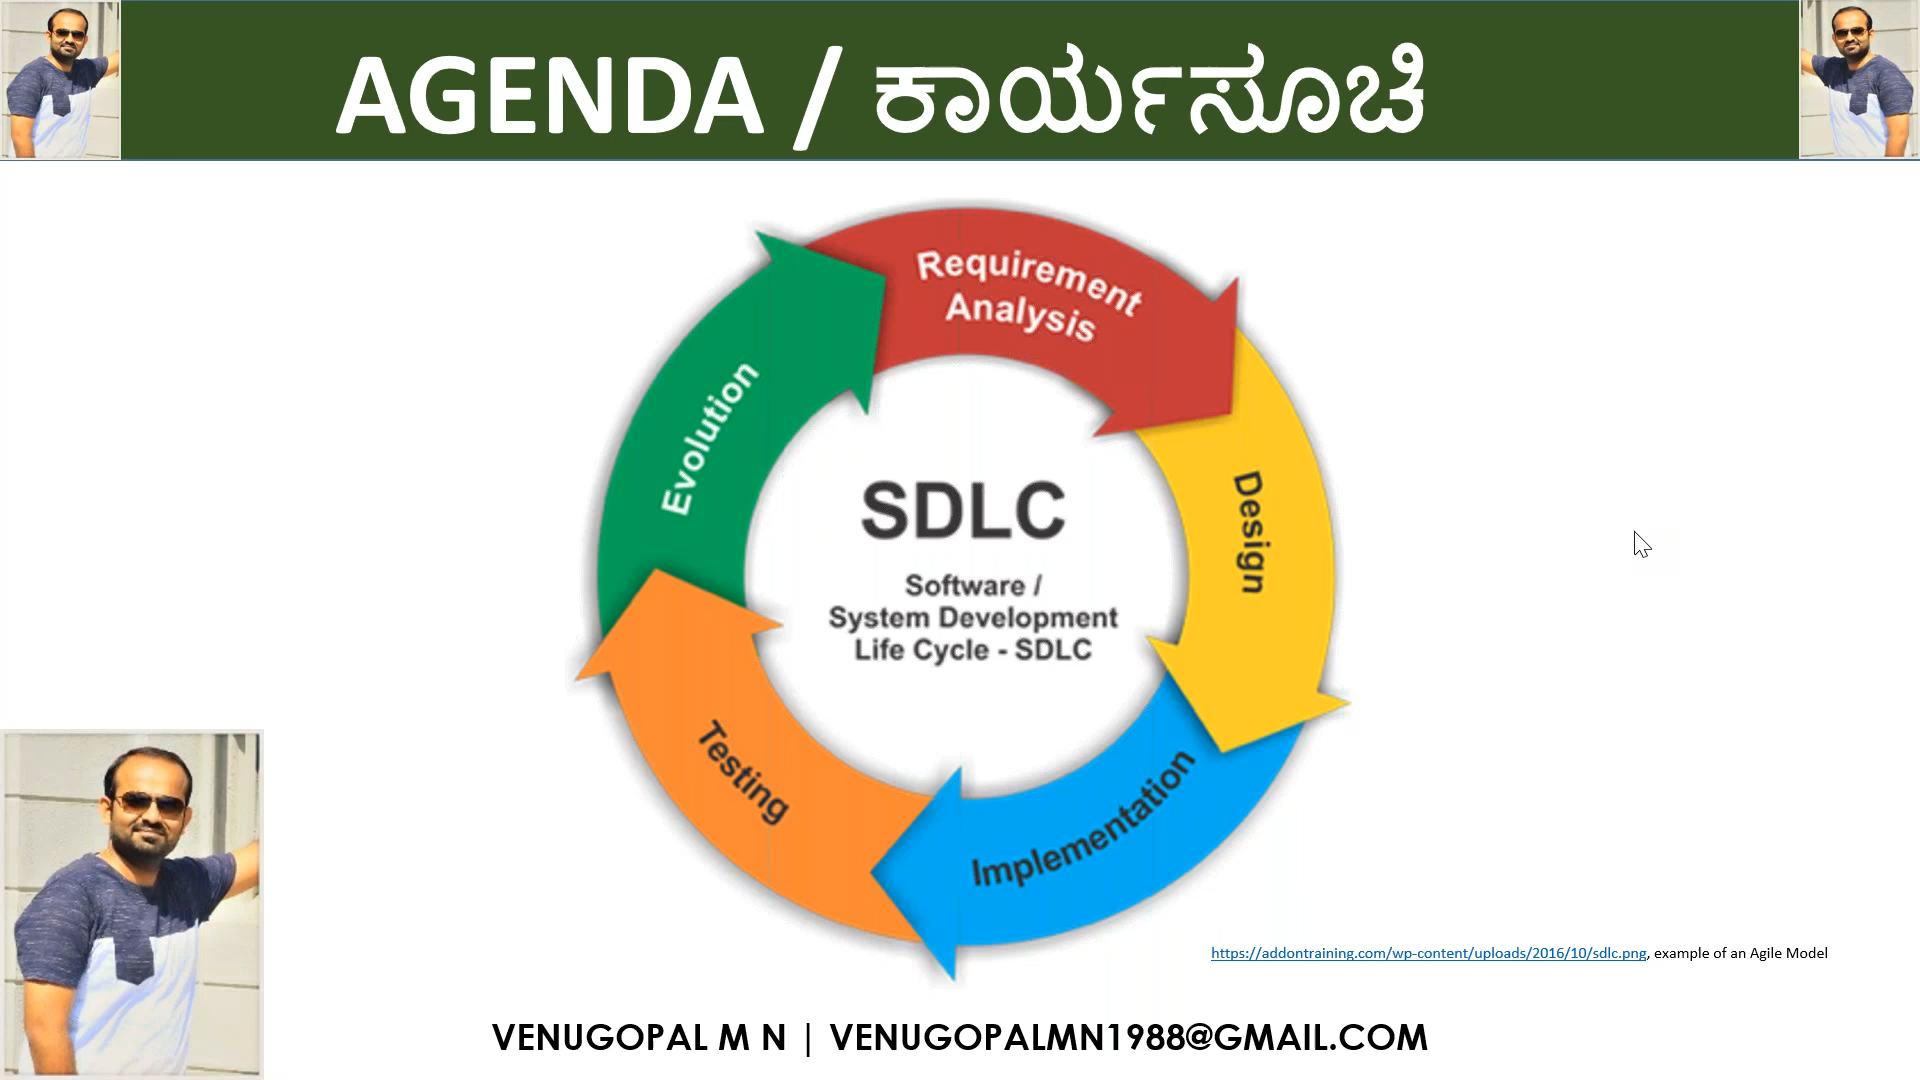 AGENDA / ಕಾರ್ಯಸೂಚಿ
Requirement
Analysis
Design
Implementation
Testing
Evolution
SDLC
Software /
System Development
Life Cycle - SDLC
https://addontraining.com/wp-content/uploads/2016/10/sdlc.png, example of an Agile Model
VENUGOPAL M N | VENUGOPALMN1988@GMAIL.COM